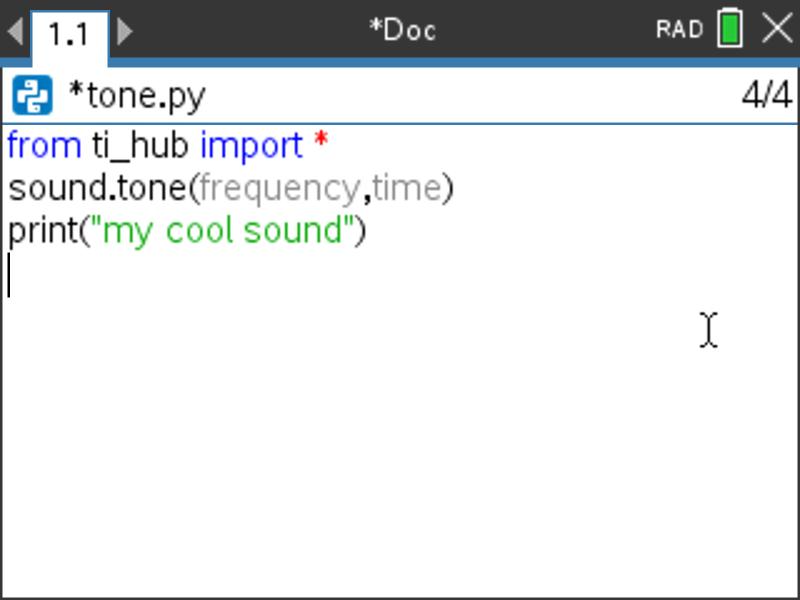 1.1 *Doc RAD
*tone.py 4/4
from ti_hub import *
sound.tone(frequency,time)
print("my cool sound")